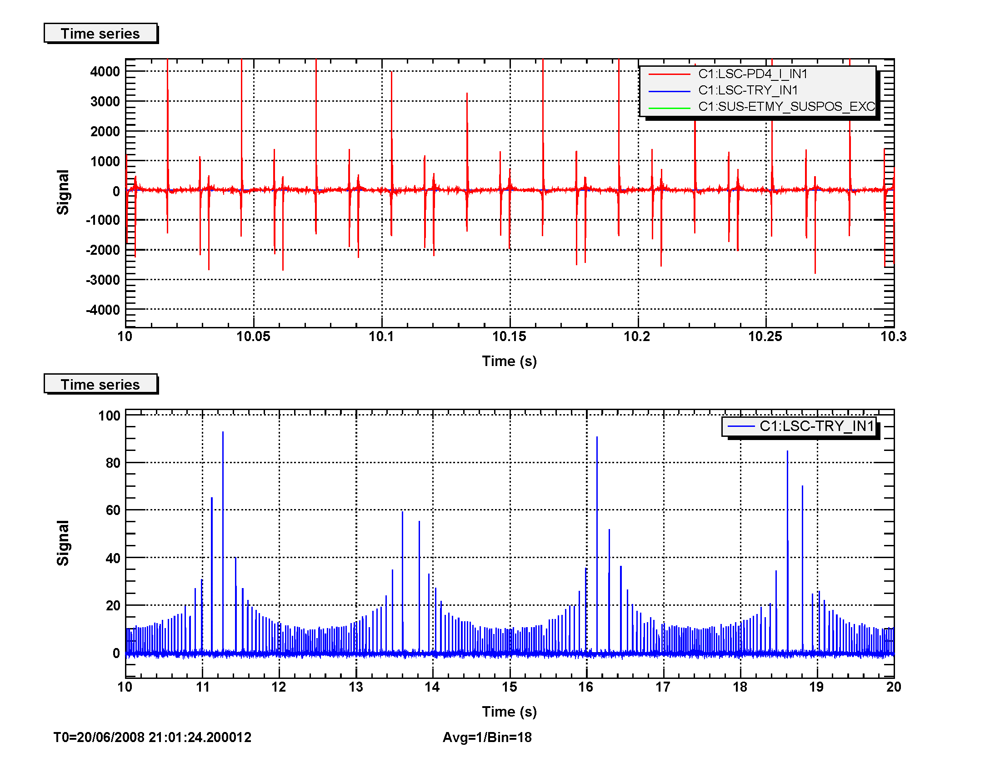 Time series
4000
3000
2000
1000
0
-1000
-2000
-3000
-4000
Signal
C1:LSC-PD4_I_IN1
C1:LSC-TRY_IN1
C1:SUS-ETMY_SUSPOS_EXC
10 10.05 10.1 10.15 10.2 10.25 10.3
Time (s)
Time series
100
80
60
40
20
0
Signal
C1:LSC-TRY_IN1
10 11 12 13 14 15 16 17 18 19 20
Time (s)
T0=20/06/2008 21:01:24.200012 Avg=1/Bin=18